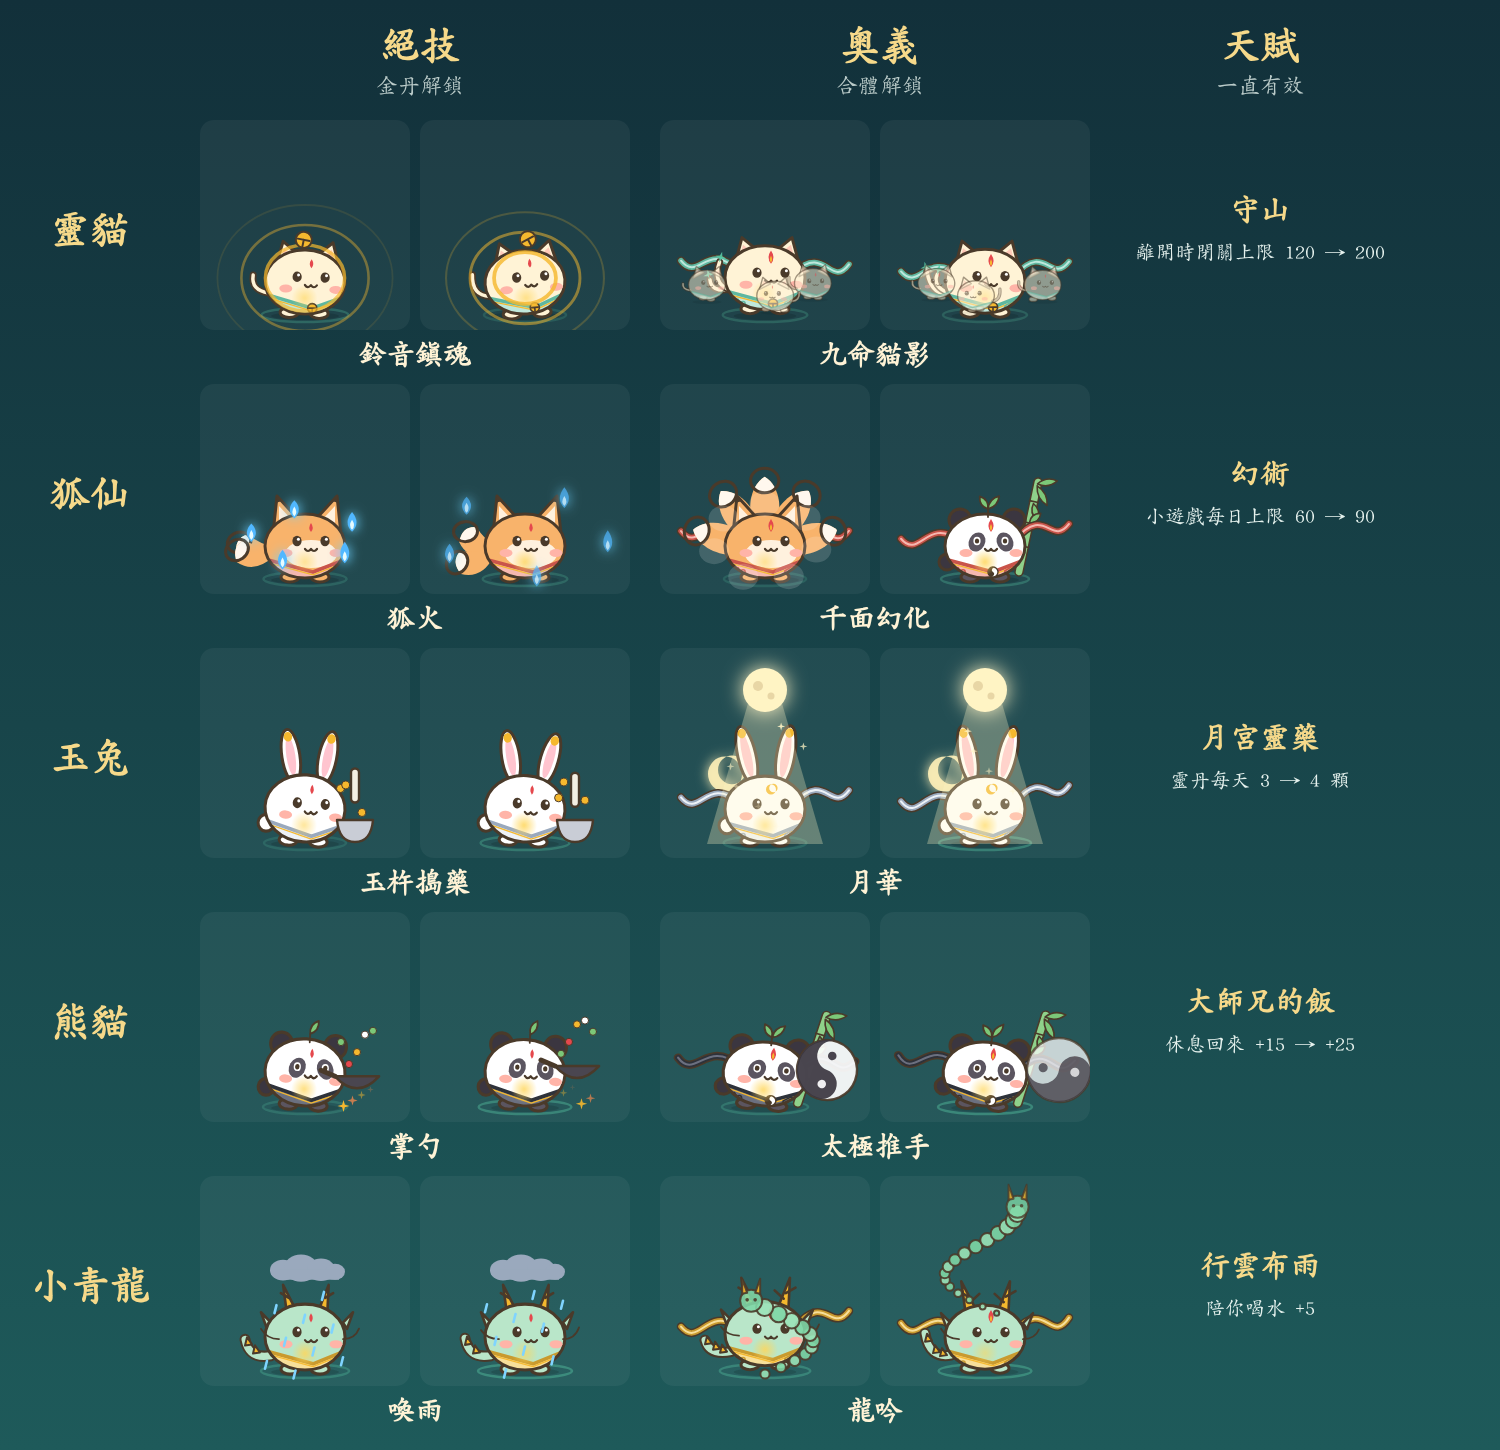 絕技
金丹解鎖
奧義
合體解鎖
天賦
一直有效
靈貓
鈴音鎮魂
九命貓影
守山
離開時閉關上限 120 → 200
狐仙
狐火
千面幻化
幻術
小遊戲每日上限 60 → 90
玉兔
玉杵搗藥
月華
月宮靈藥
靈丹每天 3 → 4 顆
熊貓
掌勺
太極推手
大師兄的飯
休息回來 +15 → +25
小青龍
喚雨
龍吟
行雲布雨
陪你喝水 +5